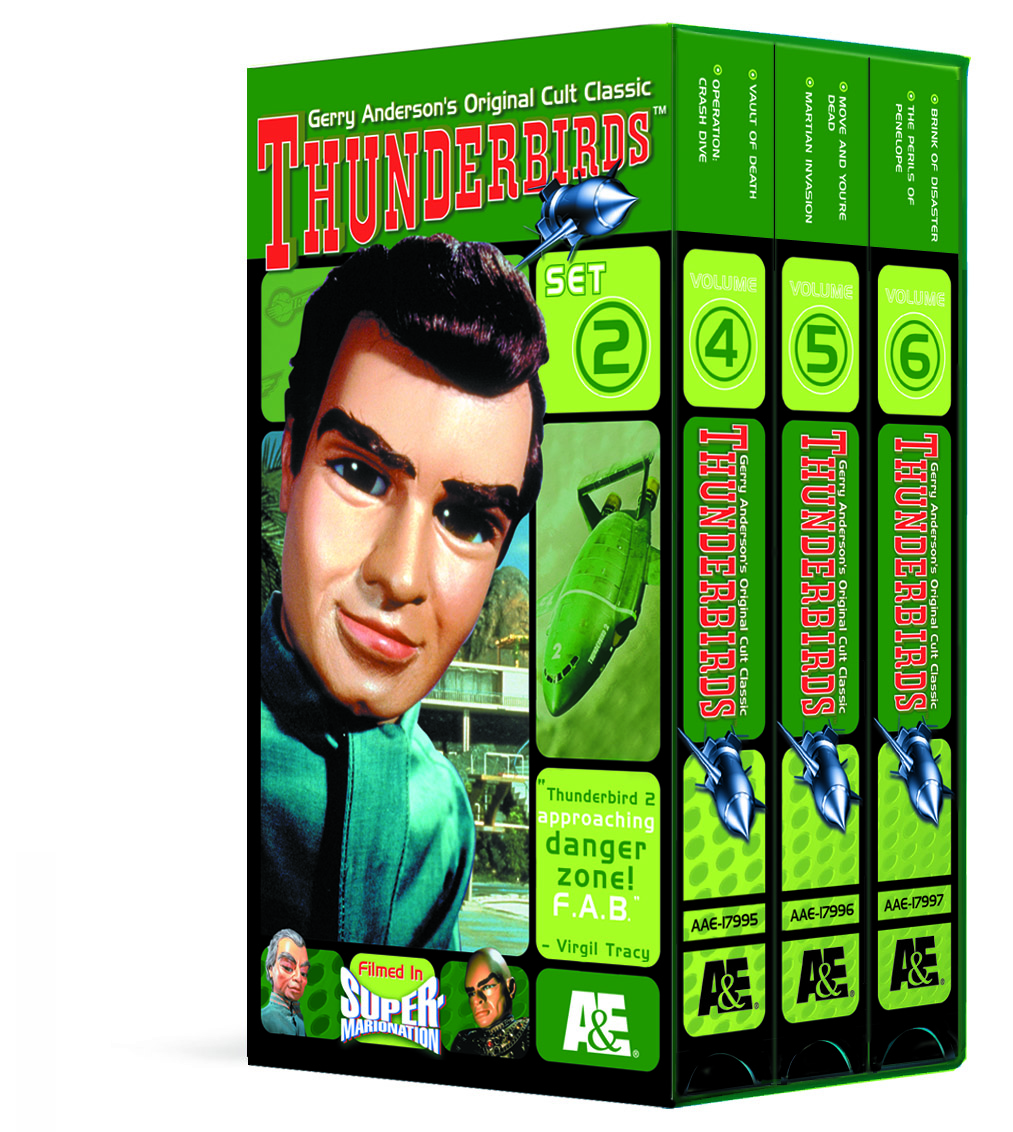 Gerry Anderson's Original Cult Classic
THUNDERBIRDS™
SET
2
2
THUNDERBIRD 2
"Thunderbird 2
approaching
danger
zone!
F.A.B."
– Virgil Tracy
Filmed In
SUPER-
MARIONATION
A&E®
VAULT OF DEATH
OPERATION:
CRASH DIVE
VOLUME
4
Gerry Anderson's Original Cult Classic
THUNDERBIRDS
AAE-17995
A&E®
MOVE AND YOU'RE
DEAD
MARTIAN INVASION
VOLUME
5
Gerry Anderson's Original Cult Classic
THUNDERBIRDS
AAE-17996
A&E®
BRINK OF DISASTER
THE PERILS OF
PENELOPE
VOLUME
6
Gerry Anderson's Original Cult Classic
THUNDERBIRDS
AAE-17997
A&E®